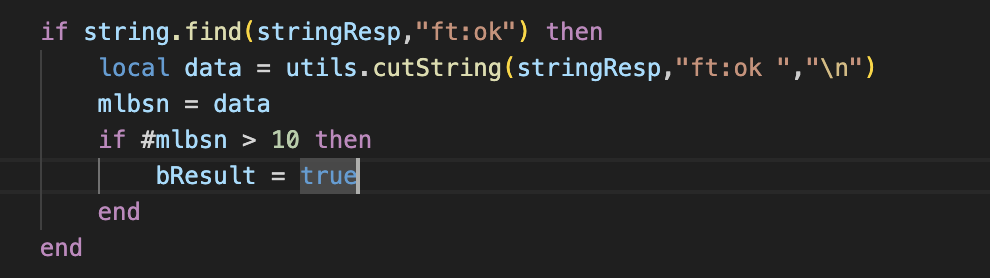 if string.find(stringResp,"ft:ok") then
    local data = utils.cutString(stringResp,"ft:ok ","\n")
    mlbsn = data
    if #mlbsn > 10 then
        bResult = true
    end
end